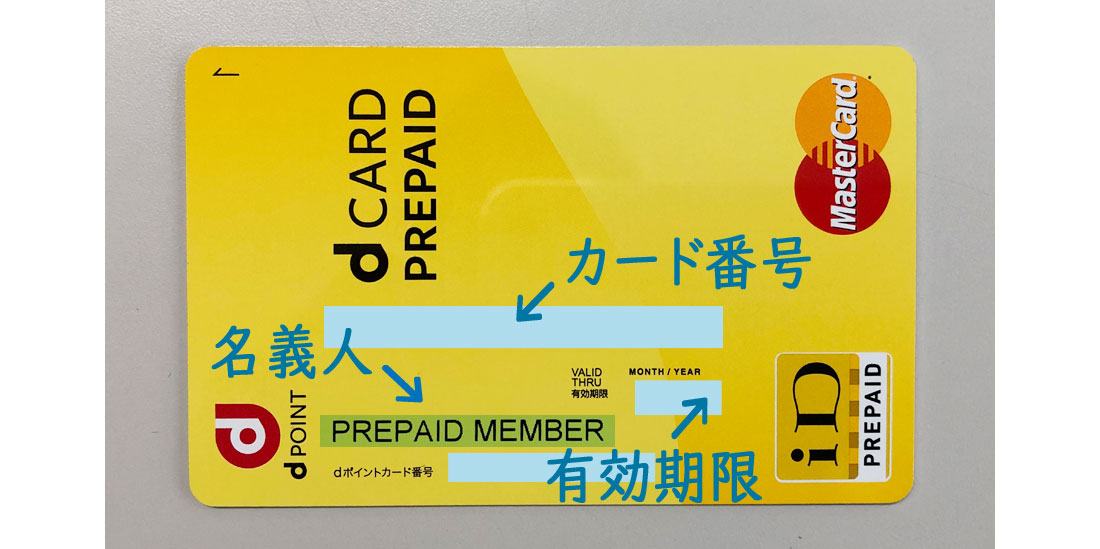 d CARD
PREPAID
MasterCard
カード番号
名義人
VALID
THRU
有効期限
MONTH / YEAR
d POINT
PREPAID MEMBER
dポイントカード番号
有効期限
iD
PREPAID